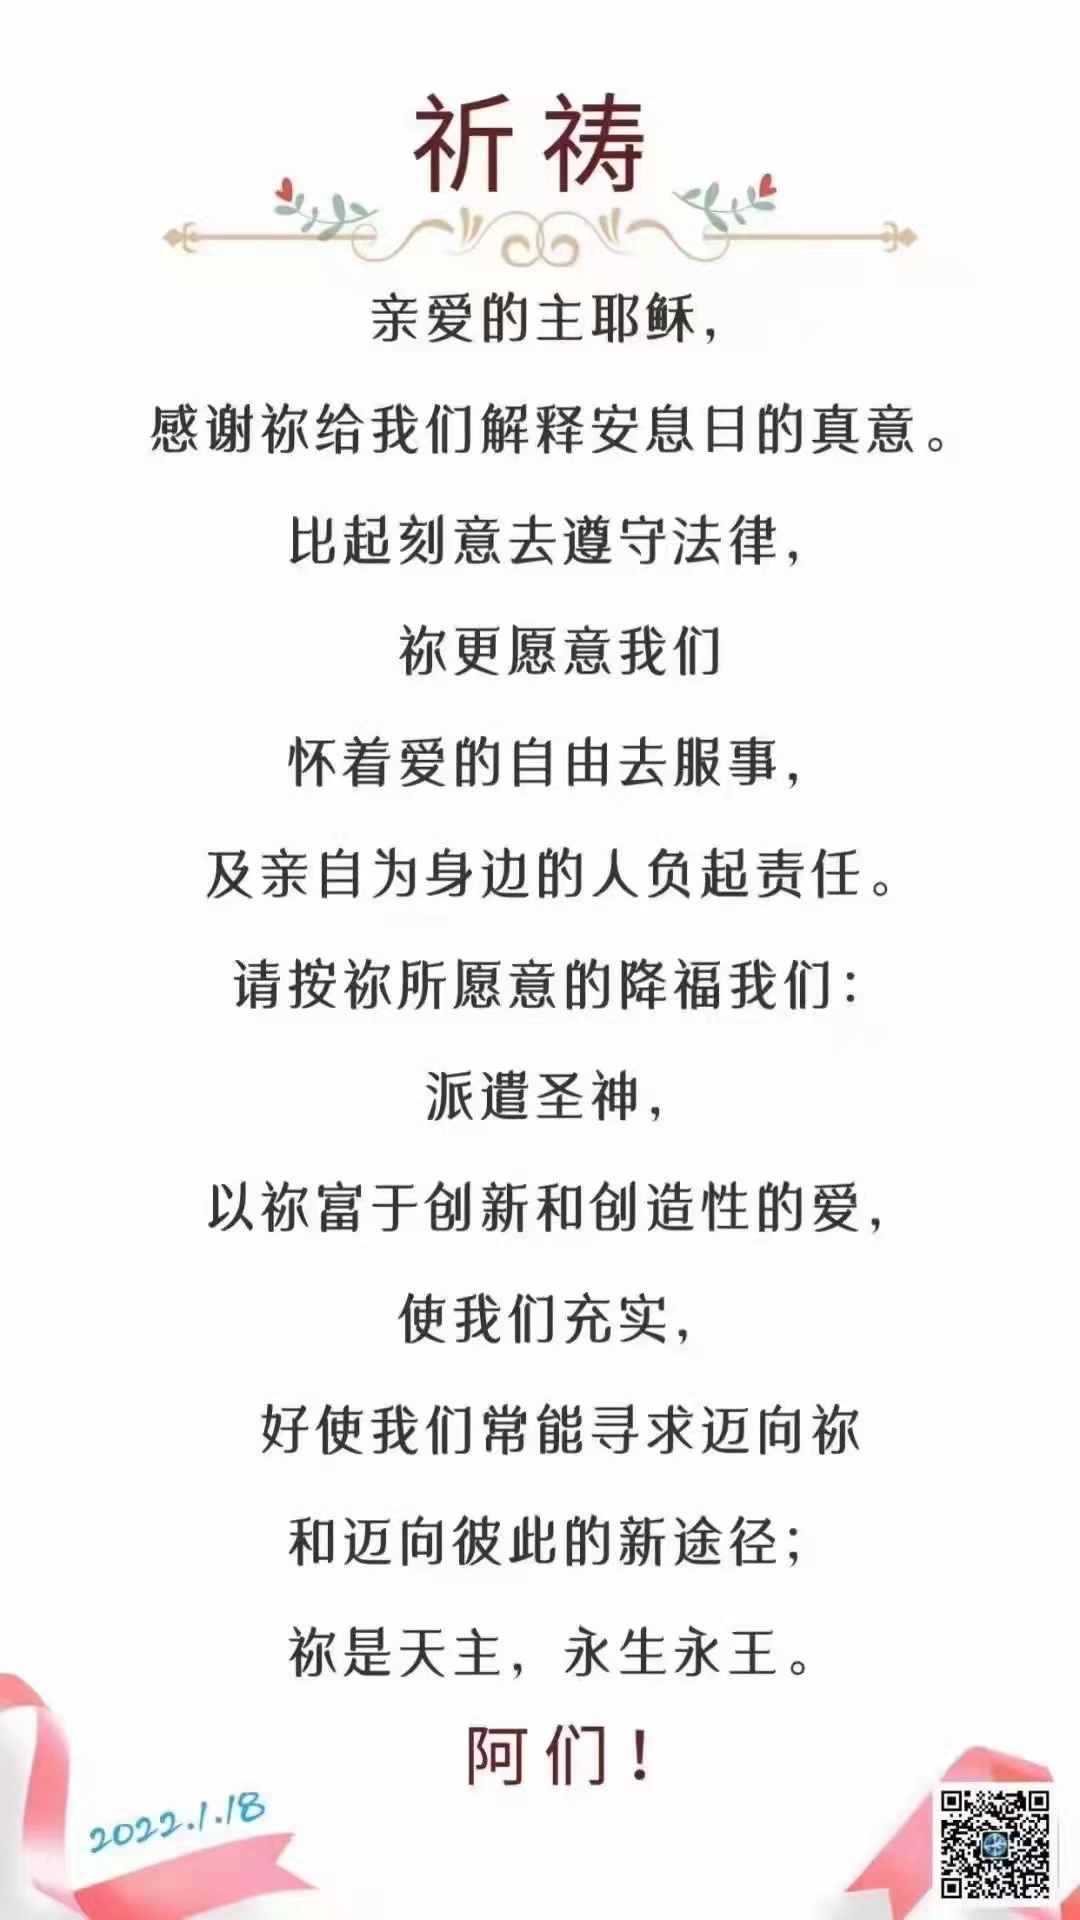 祈祷
亲爱的主耶稣，
感谢祢给我们解释安息日的真意。
比起刻意去遵守法律，
祢更愿意我们
怀着爱的自由去服事，
及亲自为身边的人负起责任。
请按祢所愿意的降福我们：
派遣圣神，
以祢富于创新和创造性的爱，
使我们充实，
好使我们常能寻求迈向祢
和迈向彼此的新途径；
祢是天主，永生永王。
阿们！
2022.1.18